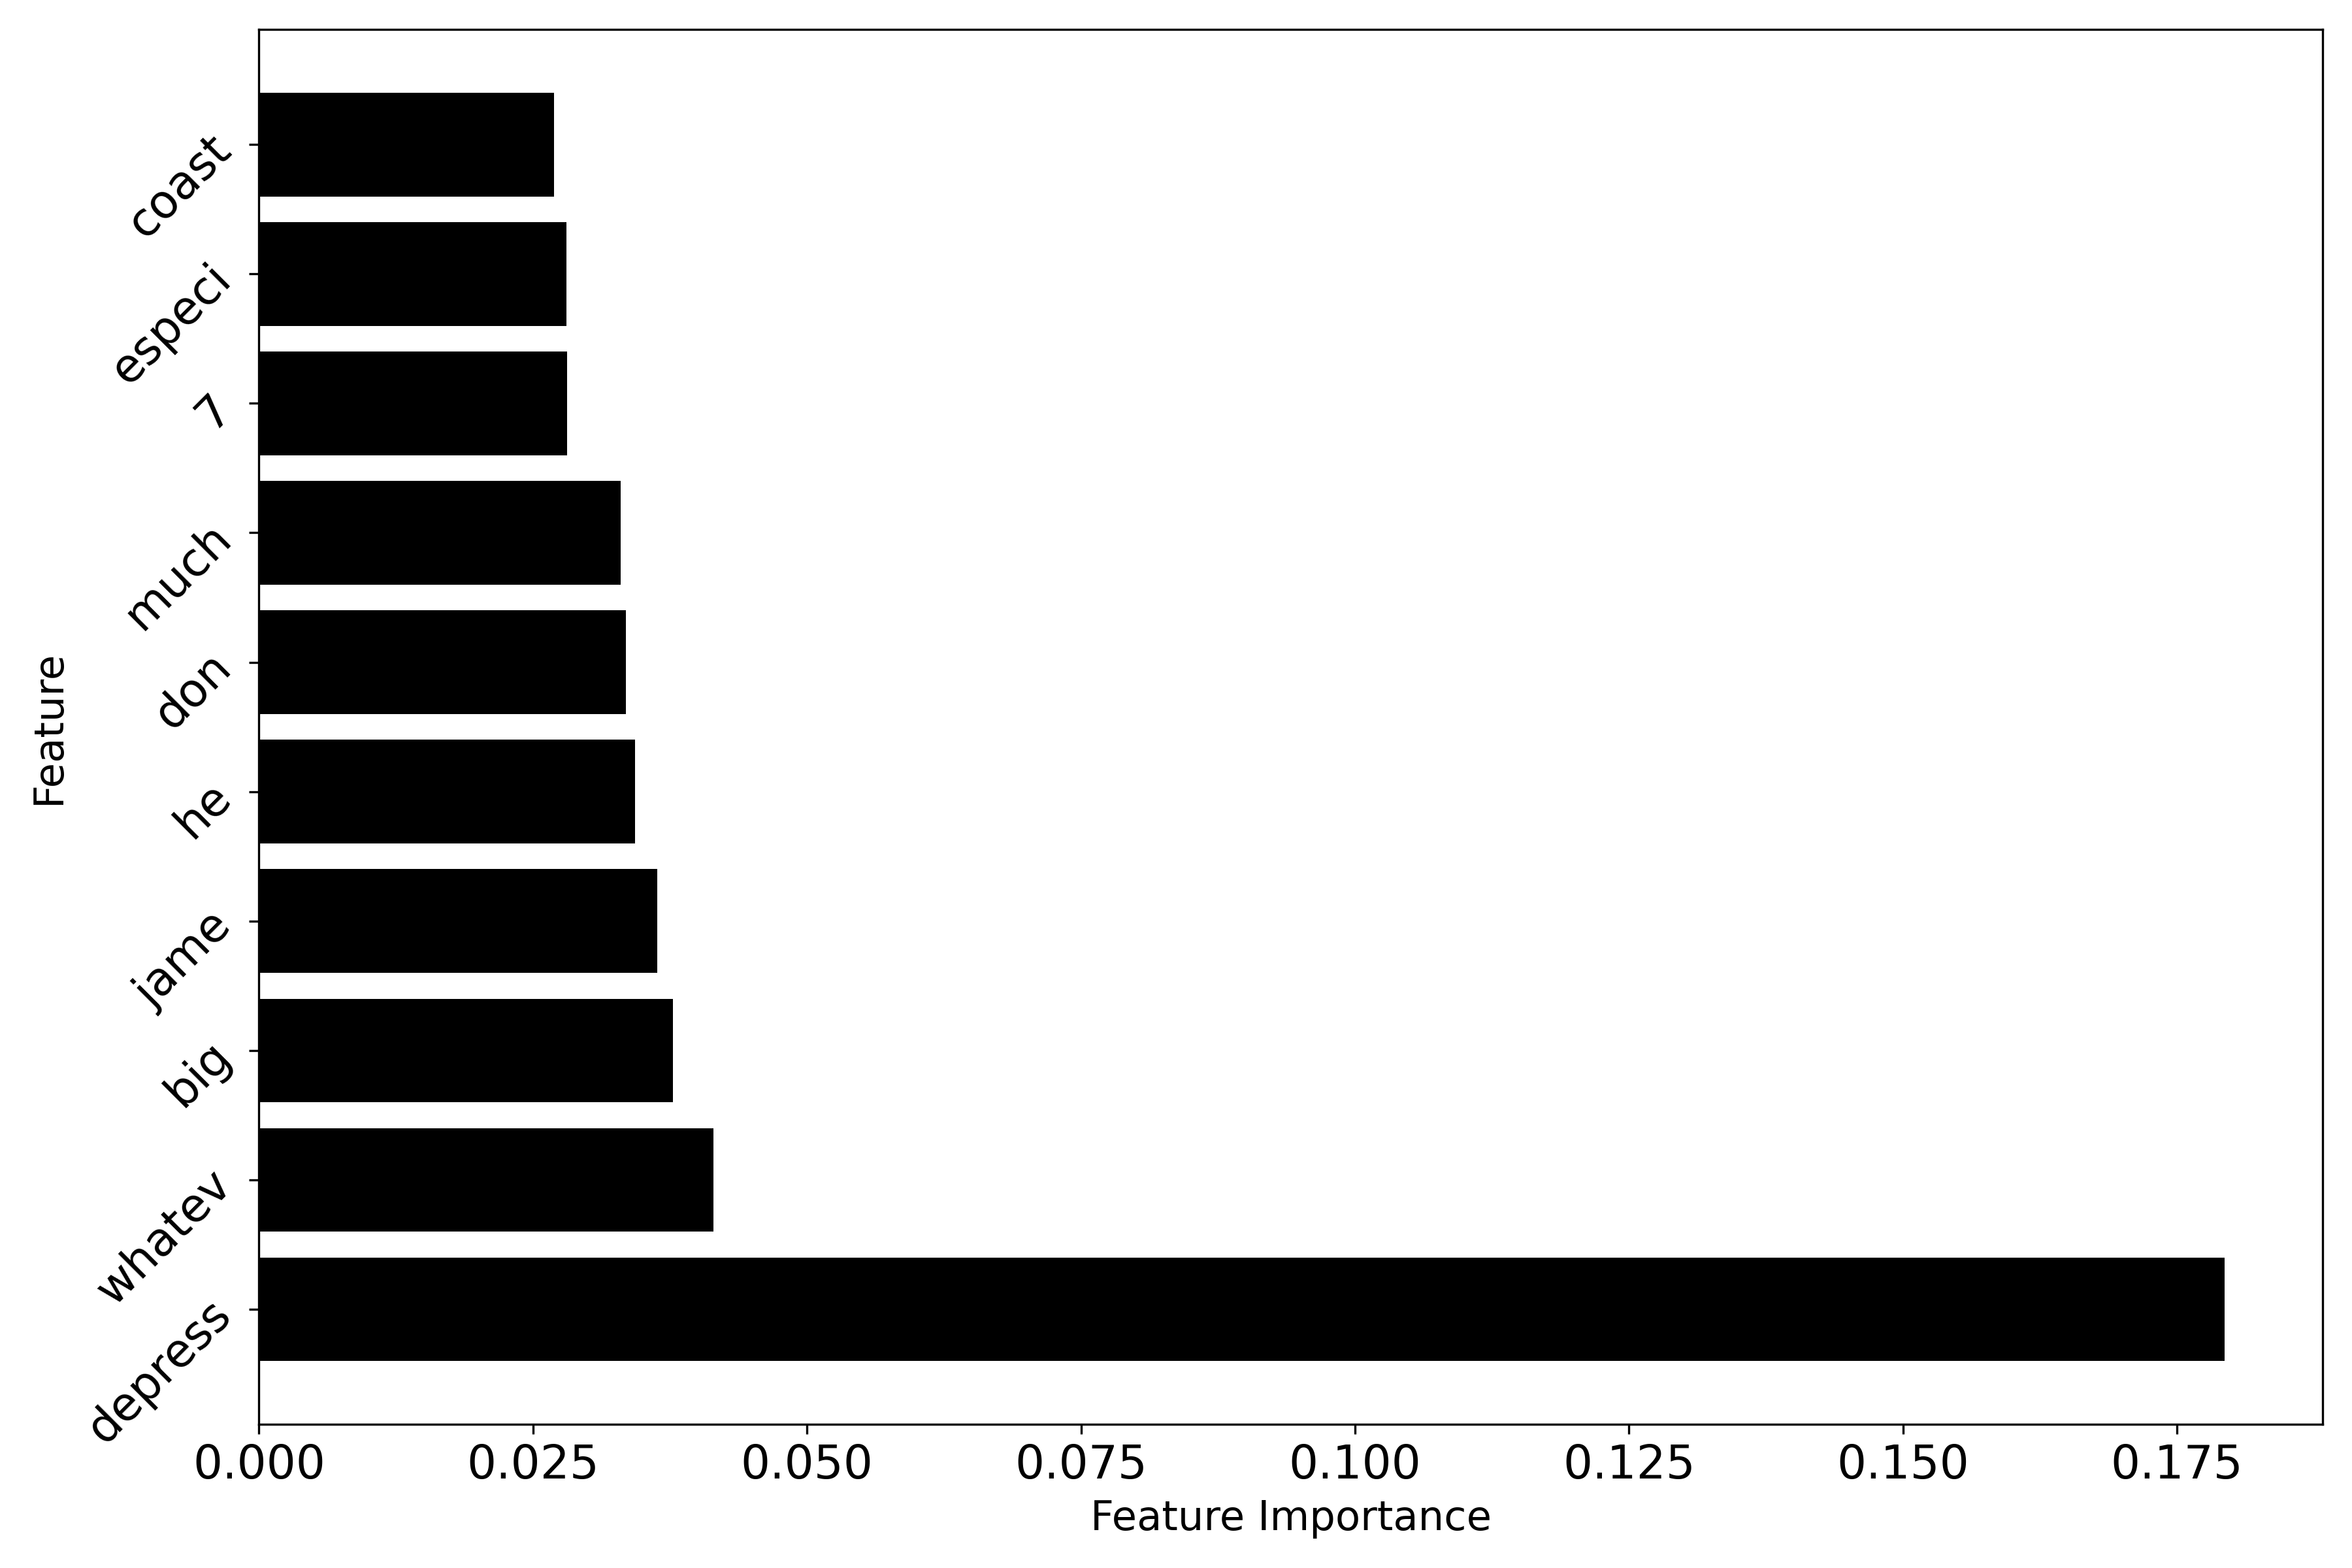 coast
especi
7
much
don
he
jame
big
whatev
depress
Feature
0.000 0.025 0.050 0.075 0.100 0.125 0.150 0.175
Feature Importance